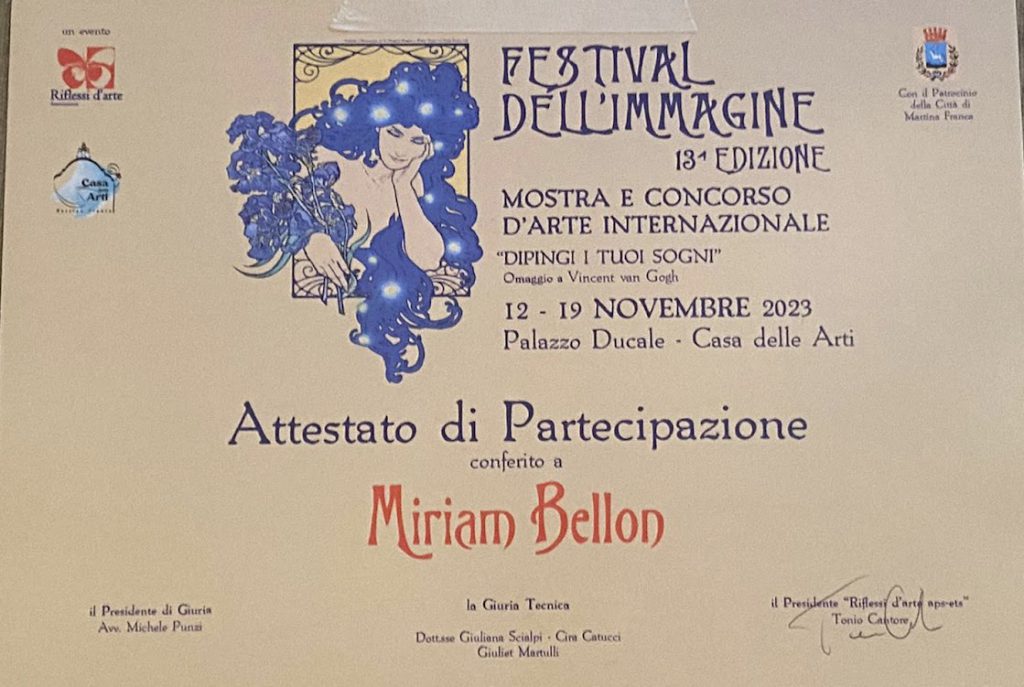 un evento
Riflessi d'arte
Casa
Arti
FESTIVAL
DELL'IMMAGINE
13ª EDIZIONE
MOSTRA E CONCORSO
D'ARTE INTERNAZIONALE
"DIPINGI I TUOI SOGNI"
Omaggio a Vincent van Gogh
12 - 19 NOVEMBRE 2023
Palazzo Ducale - Casa delle Arti
Con il Patrocinio
della Città di
Martina Franca
Attestato di Partecipazione
conferito a
Miriam Bellon
il Presidente di Giuria
Avv. Michele Punzi
la Giuria Tecnica
Dott.sse Giuliana Scialpi - Cira Catucci
Giuliet Martulli
il Presidente "Riflessi d'arte aps-ets"
Tonio Cantore